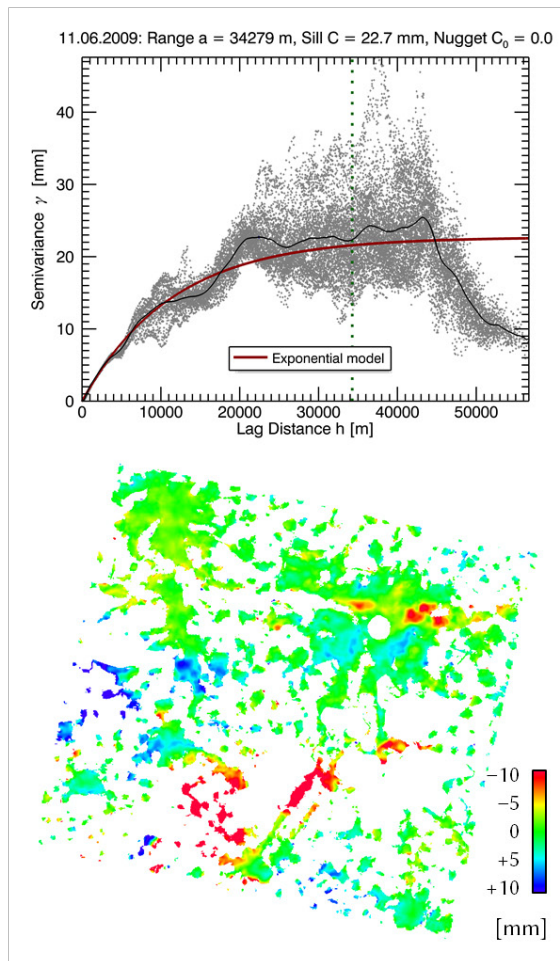 11.06.2009: Range a = 34279 m, Sill C = 22.7 mm, Nugget C₀ = 0.0
Semivariance γ [mm]
40
30
20
10
0
Exponential model
0 10000 20000 30000 40000 50000
Lag Distance h [m]
−10
−5
0
+5
+10
[mm]